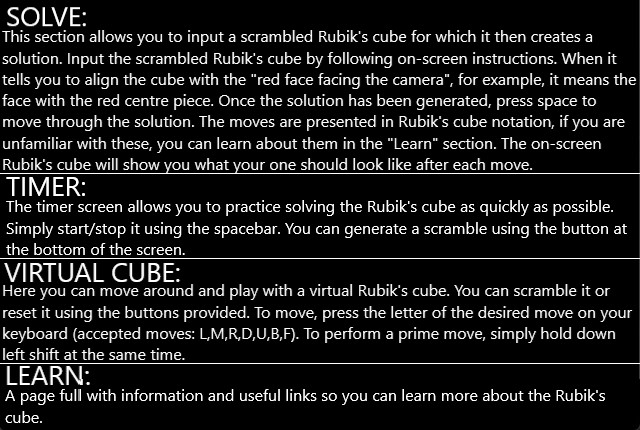 SOLVE:
This section allows you to input a scrambled Rubik's cube for which it then creates a
solution. Input the scrambled Rubik's cube by following on-screen instructions. When it
tells you to align the cube with the "red face facing the camera", for example, it means the
face with the red centre piece. Once the solution has been generated, press space to
move through the solution. The moves are presented in Rubik's cube notation, if you are
unfamiliar with these, you can learn about them in the "Learn" section. The on-screen
Rubik's cube will show you what your one should look like after each move.
TIMER:
The timer screen allows you to practice solving the Rubik's cube as quickly as possible.
Simply start/stop it using the spacebar. You can generate a scramble using the button at
the bottom of the screen.
VIRTUAL CUBE:
Here you can move around and play with a virtual Rubik's cube. You can scramble it or
reset it using the buttons provided. To move, press the letter of the desired move on your
keyboard (accepted moves: L,M,R,D,U,B,F). To perform a prime move, simply hold down
left shift at the same time.
LEARN:
A page full with information and useful links so you can learn more about the Rubik's
cube.